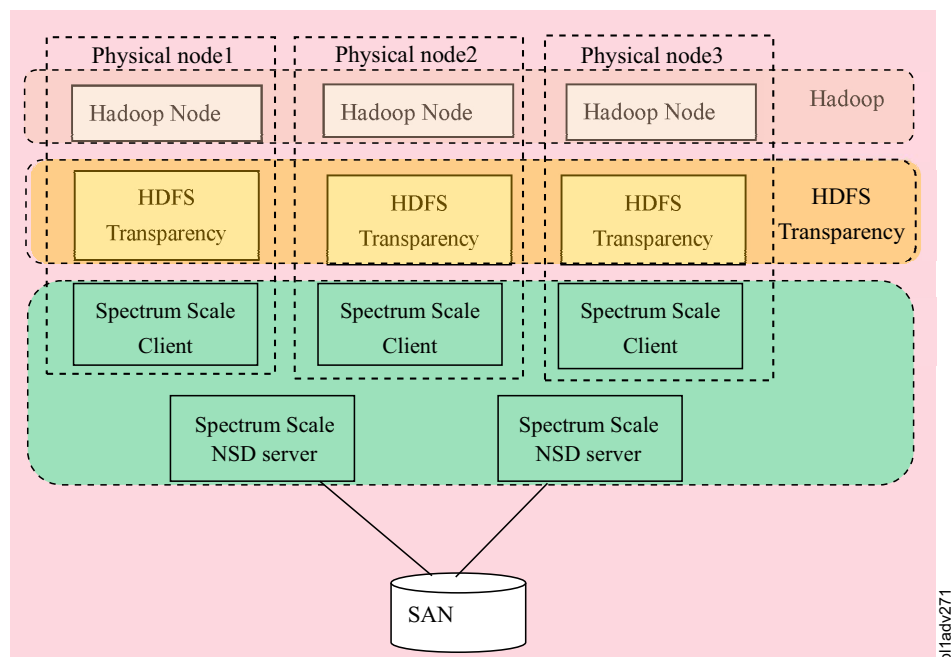 Physical node1
Physical node2
Physical node3
Hadoop Node
Hadoop Node
Hadoop Node
Hadoop
HDFS
Transparency
HDFS
Transparency
HDFS
Transparency
HDFS
Transparency
Spectrum Scale
Client
Spectrum Scale
Client
Spectrum Scale
Client
Spectrum Scale
NSD server
Spectrum Scale
NSD server
SAN